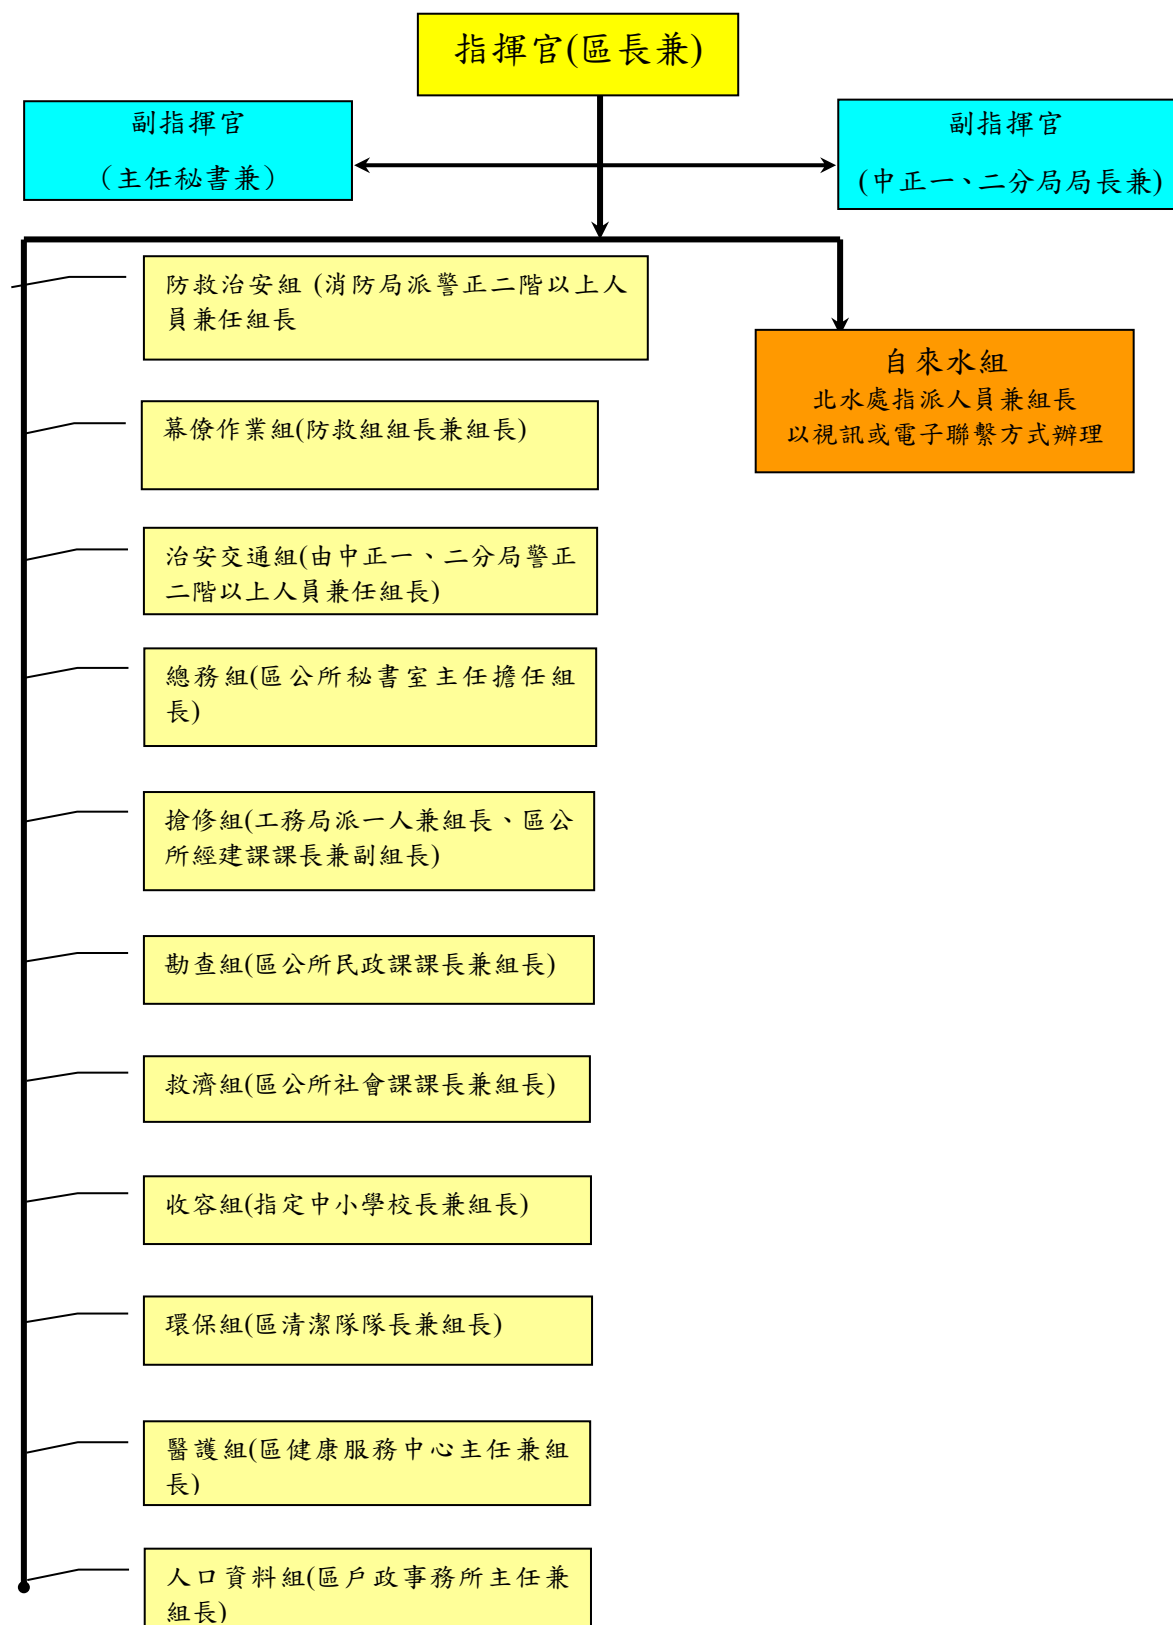 指揮官(區長兼)
副指揮官
（主任秘書兼）
副指揮官
(中正一、二分局局長兼)
防救治安組 (消防局派警正二階以上人
員兼任組長
自來水組
北水處指派人員兼組長
以視訊或電子聯繫方式辦理
幕僚作業組(防救組組長兼組長)
治安交通組(由中正一、二分局警正
二階以上人員兼任組長)
總務組(區公所秘書室主任擔任組
長)
搶修組(工務局派一人兼組長、區公
所經建課課長兼副組長)
勘查組(區公所民政課課長兼組長)
救濟組(區公所社會課課長兼組長)
收容組(指定中小學校長兼組長)
環保組(區清潔隊隊長兼組長)
醫護組(區健康服務中心主任兼組
長)
人口資料組(區戶政事務所主任兼
組長)